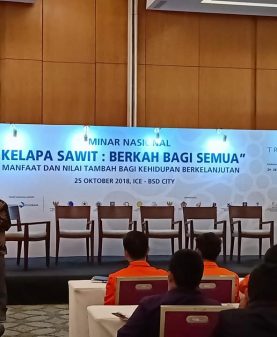 MINAR NASIONAL
KELAPA SAWIT : BERKAH BAGI SEMUA"
MANFAAT DAN NILAI TAMBAH BAGI KEHIDUPAN BERKELANJUTAN
25 OKTOBER 2018, ICE - BSD CITY